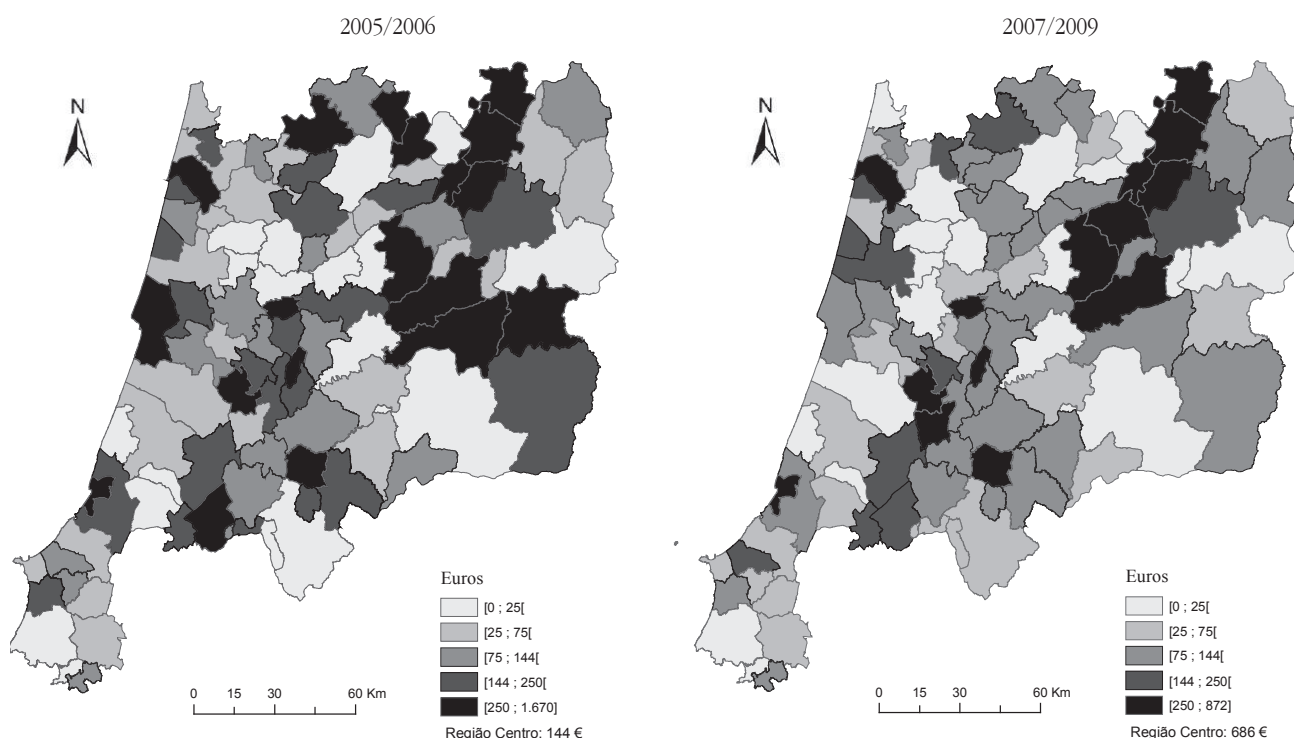 2005/2006
N
Euros
[0 ; 25[
[25 ; 75[
[75 ; 144[
[144 ; 250[
[250 ; 1.670]
0 15 30 60 Km
Região Centro: 144 €
2007/2009
N
Euros
[0 ; 25[
[25 ; 75[
[75 ; 144[
[144 ; 250[
[250 ; 872]
0 15 30 60 Km
Região Centro: 686 €